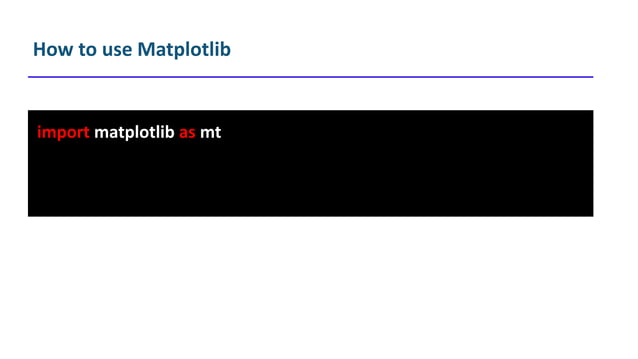 How to use Matplotlib
import matplotlib as mt